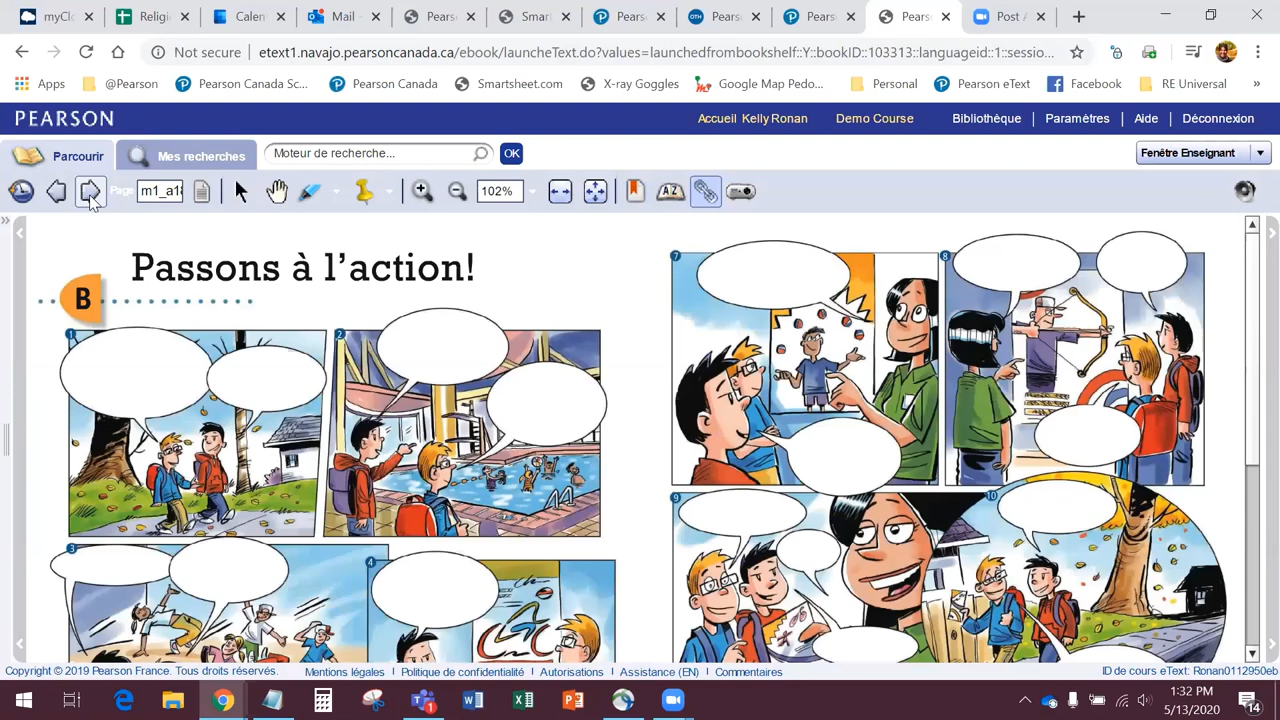 myClo
Religi
Calen
Mail -
Pears
Smart
Pears
Pears
Pears
Pears
Post A
Not secure
etext1.navajo.pearsoncanada.ca/ebook/launcheText.do?values=launchedfrombookshelf::Y::bookID::103313::languageid::1::sessio...
Apps
@Pearson
Pearson Canada Sc...
Pearson Canada
Smartsheet.com
X-ray Goggles
Google Map Pedo...
Personal
Pearson eText
Facebook
RE Universal
»
PEARSON
Accueil Kelly Ronan
Demo Course
Bibliothèque
Paramètres
Aide
Déconnexion
Parcourir
Mes recherches
Moteur de recherche...
OK
Fenêtre Enseignant
Page
m1_a18
102%
A Z
Passons à l'action!
B
1
2
3
4
7
8
9
10
Copyright © 2019 Pearson France. Tous droits réservés.
Mentions légales
Politique de confidentialité
Autorisations
Assistance (EN)
Commentaires
ID de cours eText: Ronan0112950eb
1:32 PM
5/13/2020
14